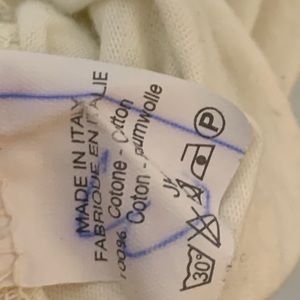 MADE IN ITALY
FABRIQUE EN ITALIE
100% Cotone - Cotton
Coton - Baumwolle
30°
P